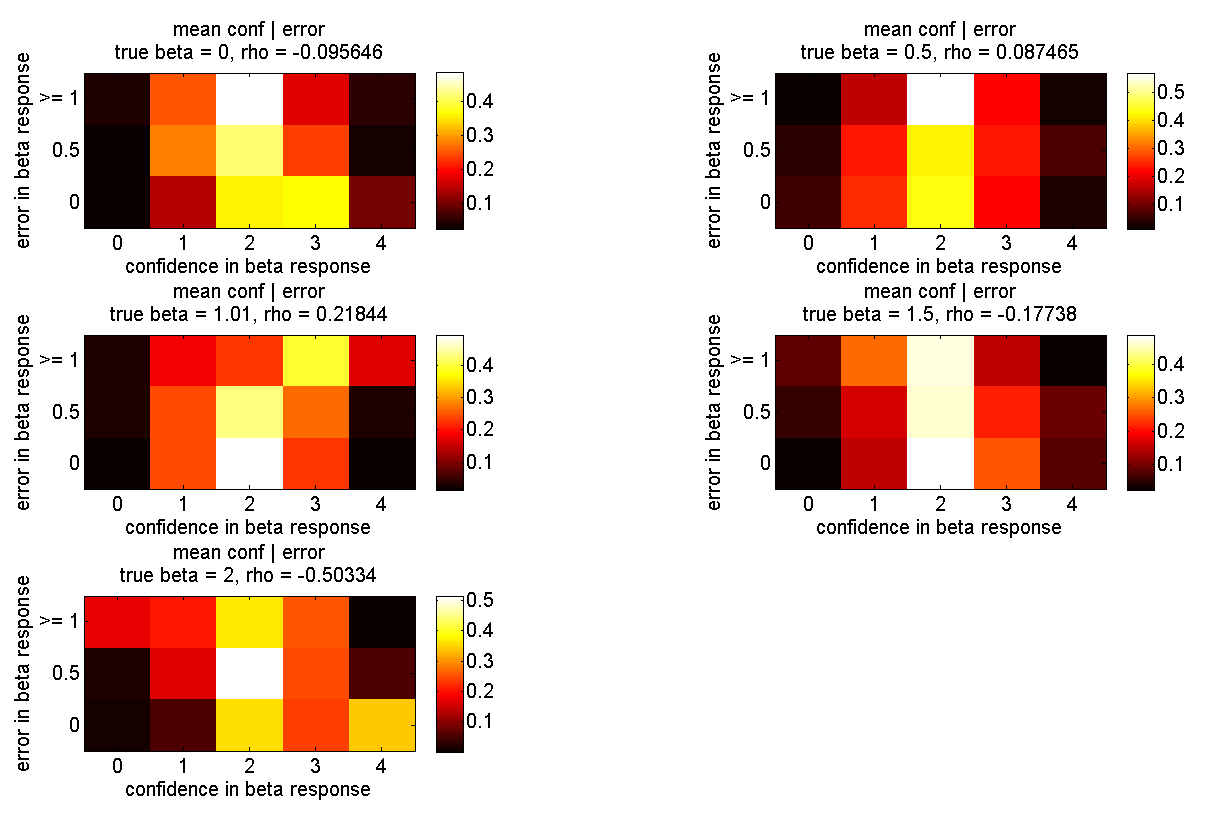 mean conf | error
true beta = 0, rho = -0.095646
error in beta response
>= 1
0.5
0
0 1 2 3 4
confidence in beta response
0.4
0.3
0.2
0.1
mean conf | error
true beta = 0.5, rho = 0.087465
error in beta response
>= 1
0.5
0
0 1 2 3 4
confidence in beta response
0.5
0.4
0.3
0.2
0.1
mean conf | error
true beta = 1.01, rho = 0.21844
error in beta response
>= 1
0.5
0
0 1 2 3 4
confidence in beta response
0.4
0.3
0.2
0.1
mean conf | error
true beta = 1.5, rho = -0.17738
error in beta response
>= 1
0.5
0
0 1 2 3 4
confidence in beta response
0.4
0.3
0.2
0.1
mean conf | error
true beta = 2, rho = -0.50334
error in beta response
>= 1
0.5
0
0 1 2 3 4
confidence in beta response
0.5
0.4
0.3
0.2
0.1